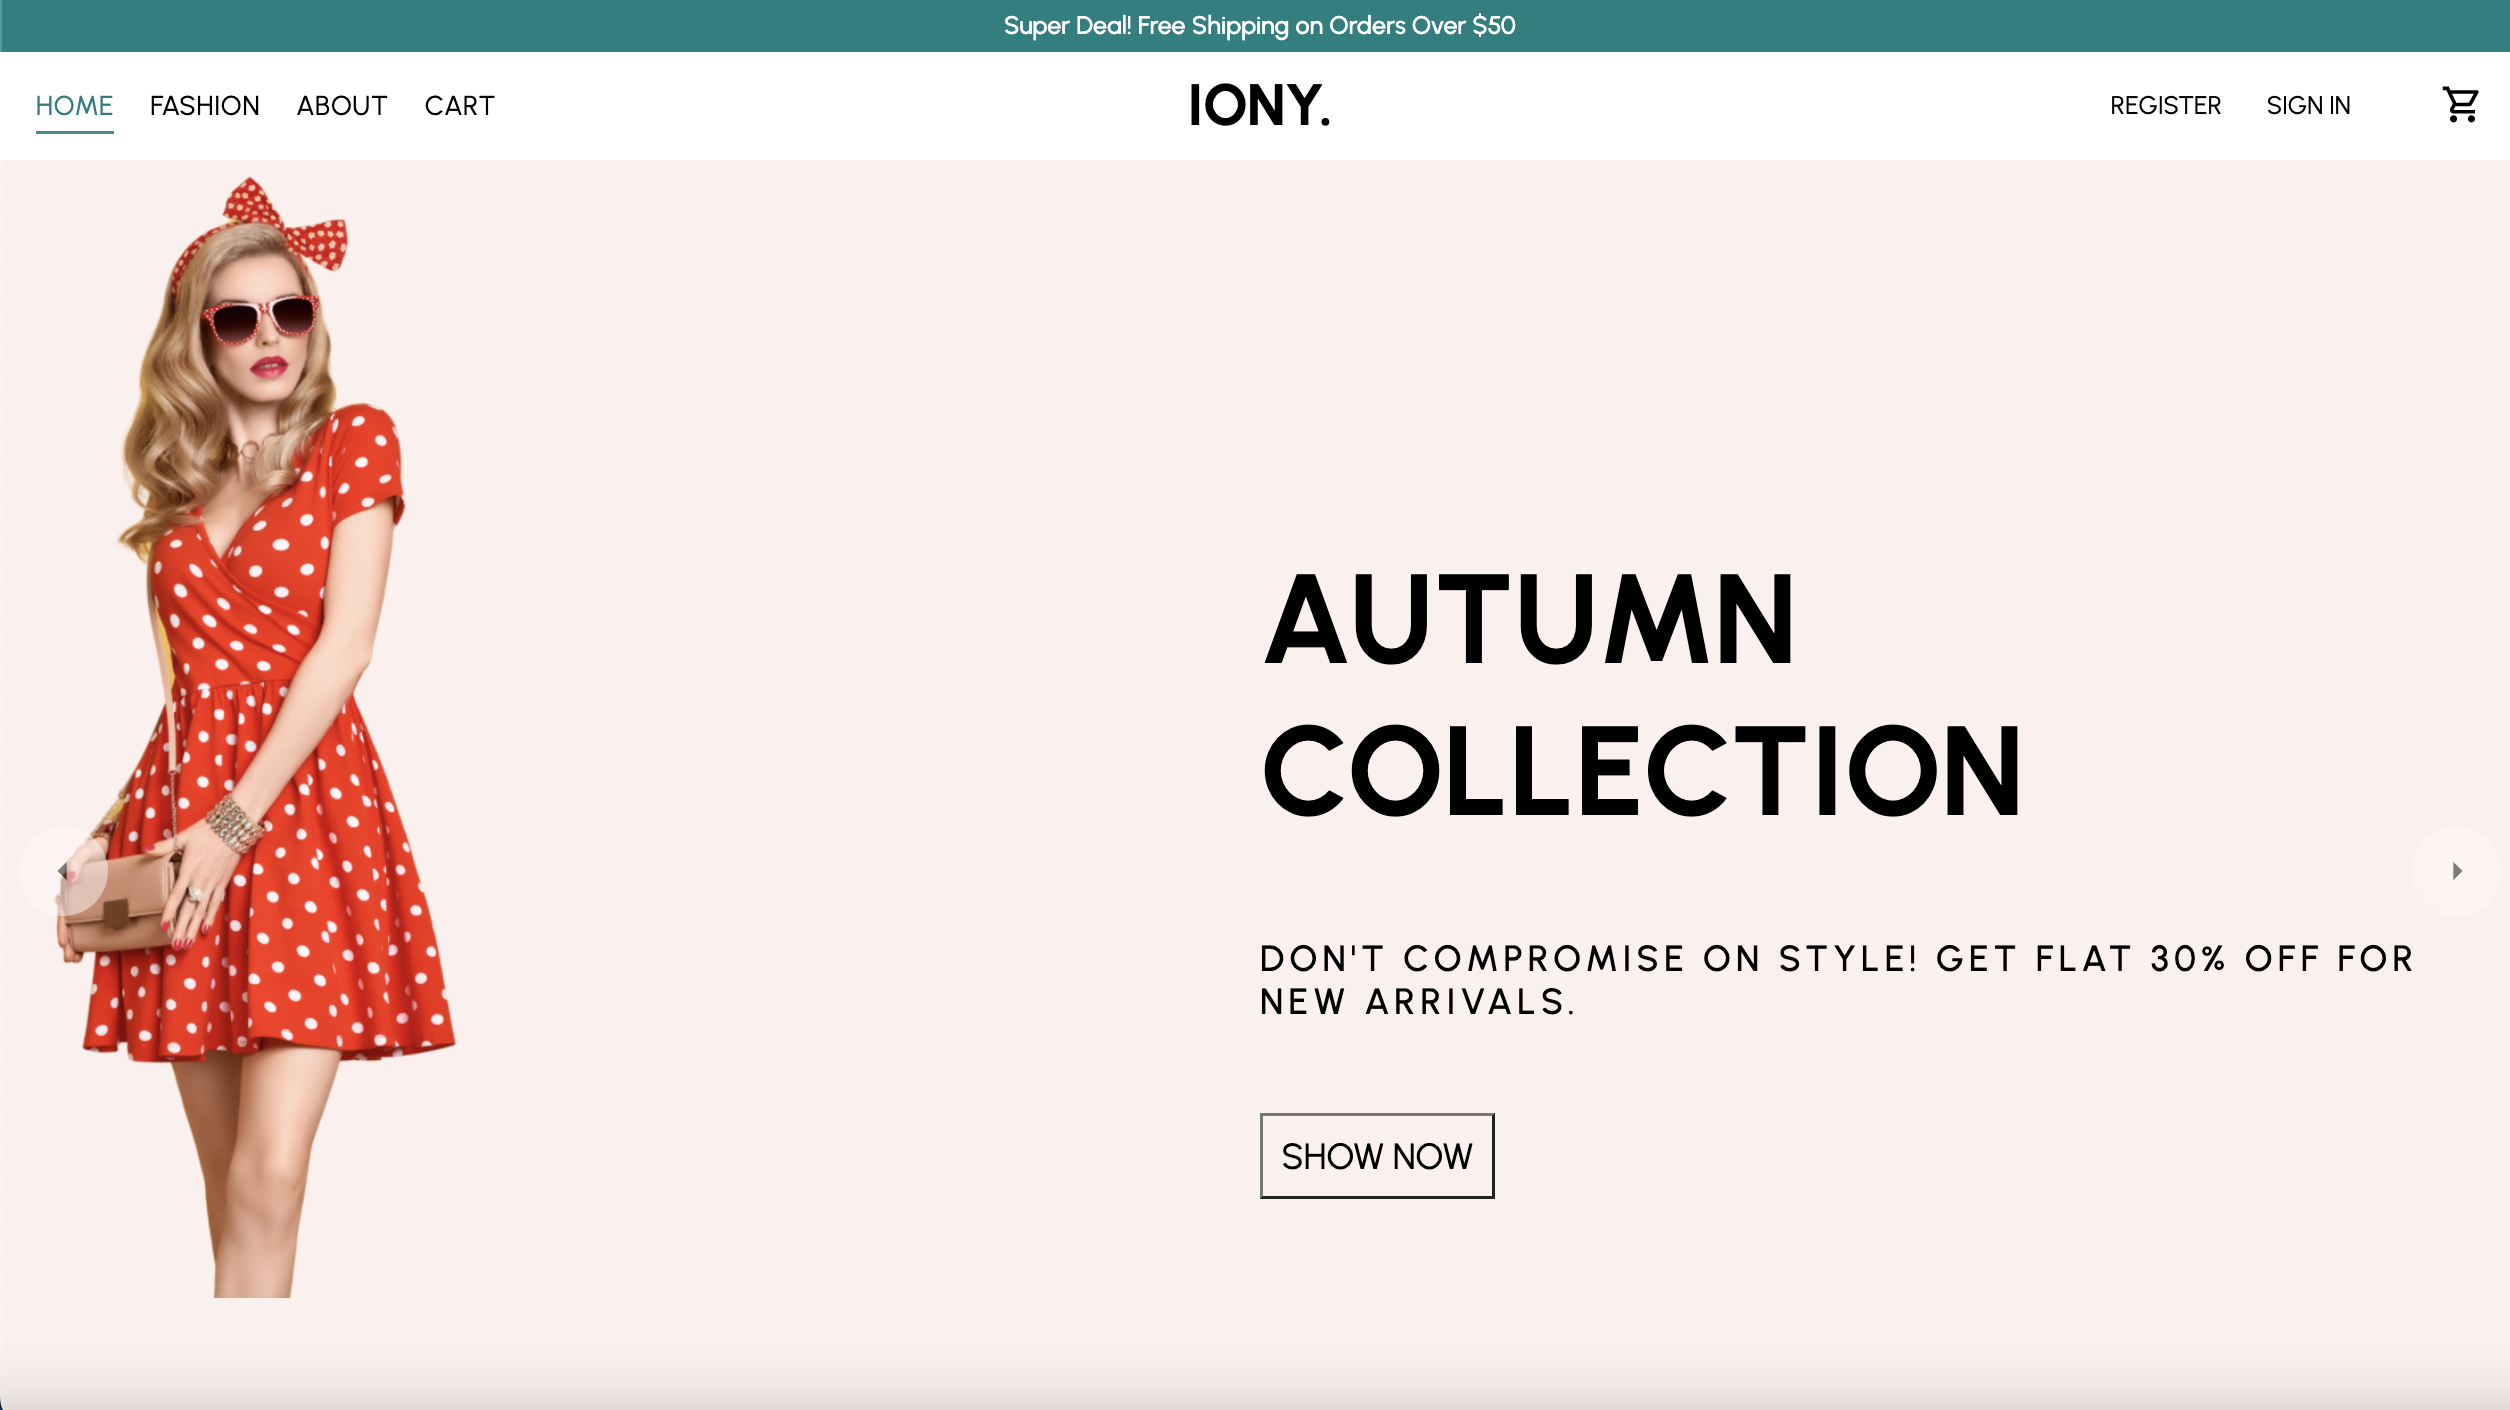 Super Deal! Free Shipping on Orders Over $50
HOME FASHION ABOUT CART
IONY.
REGISTER SIGN IN
AUTUMN
COLLECTION
DON'T COMPROMISE ON STYLE! GET FLAT 30% OFF FOR
NEW ARRIVALS.
SHOW NOW